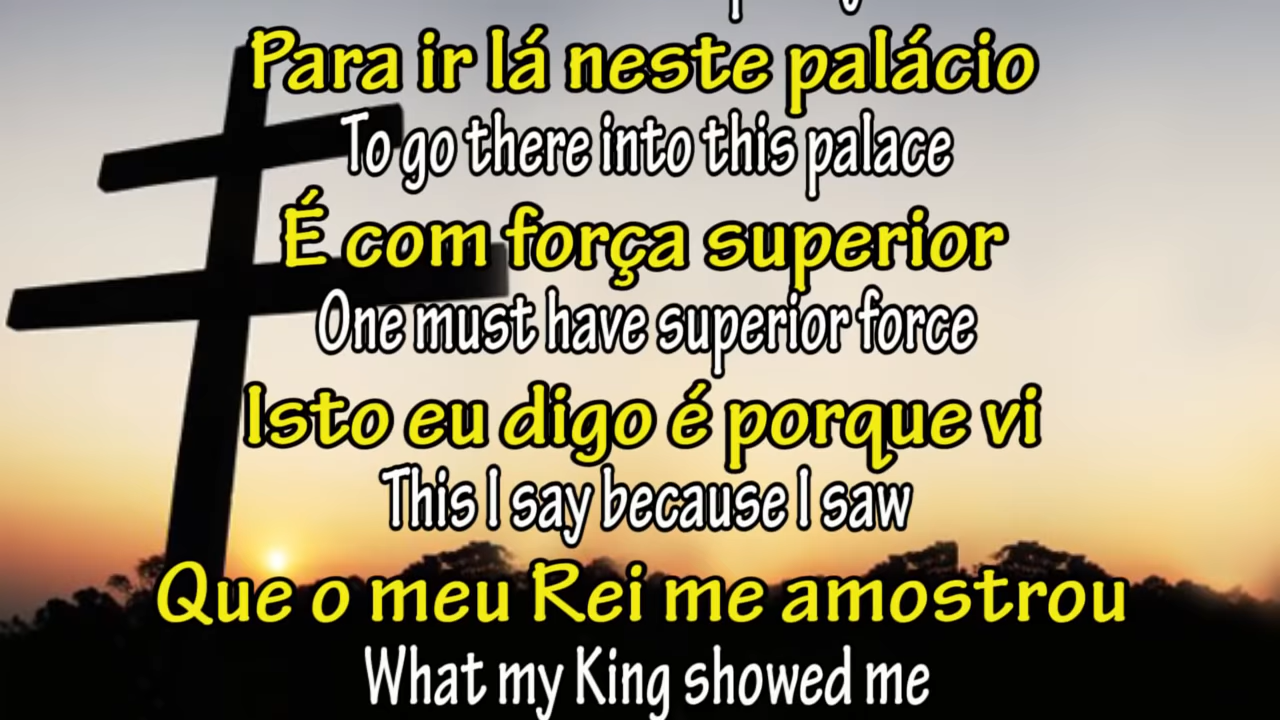 Para ir lá neste palácio
To go there into this palace
É com força superior
One must have superior force
Isto eu digo é porque vi
This I say because I saw
Que o meu Rei me amostrou
What my King showed me